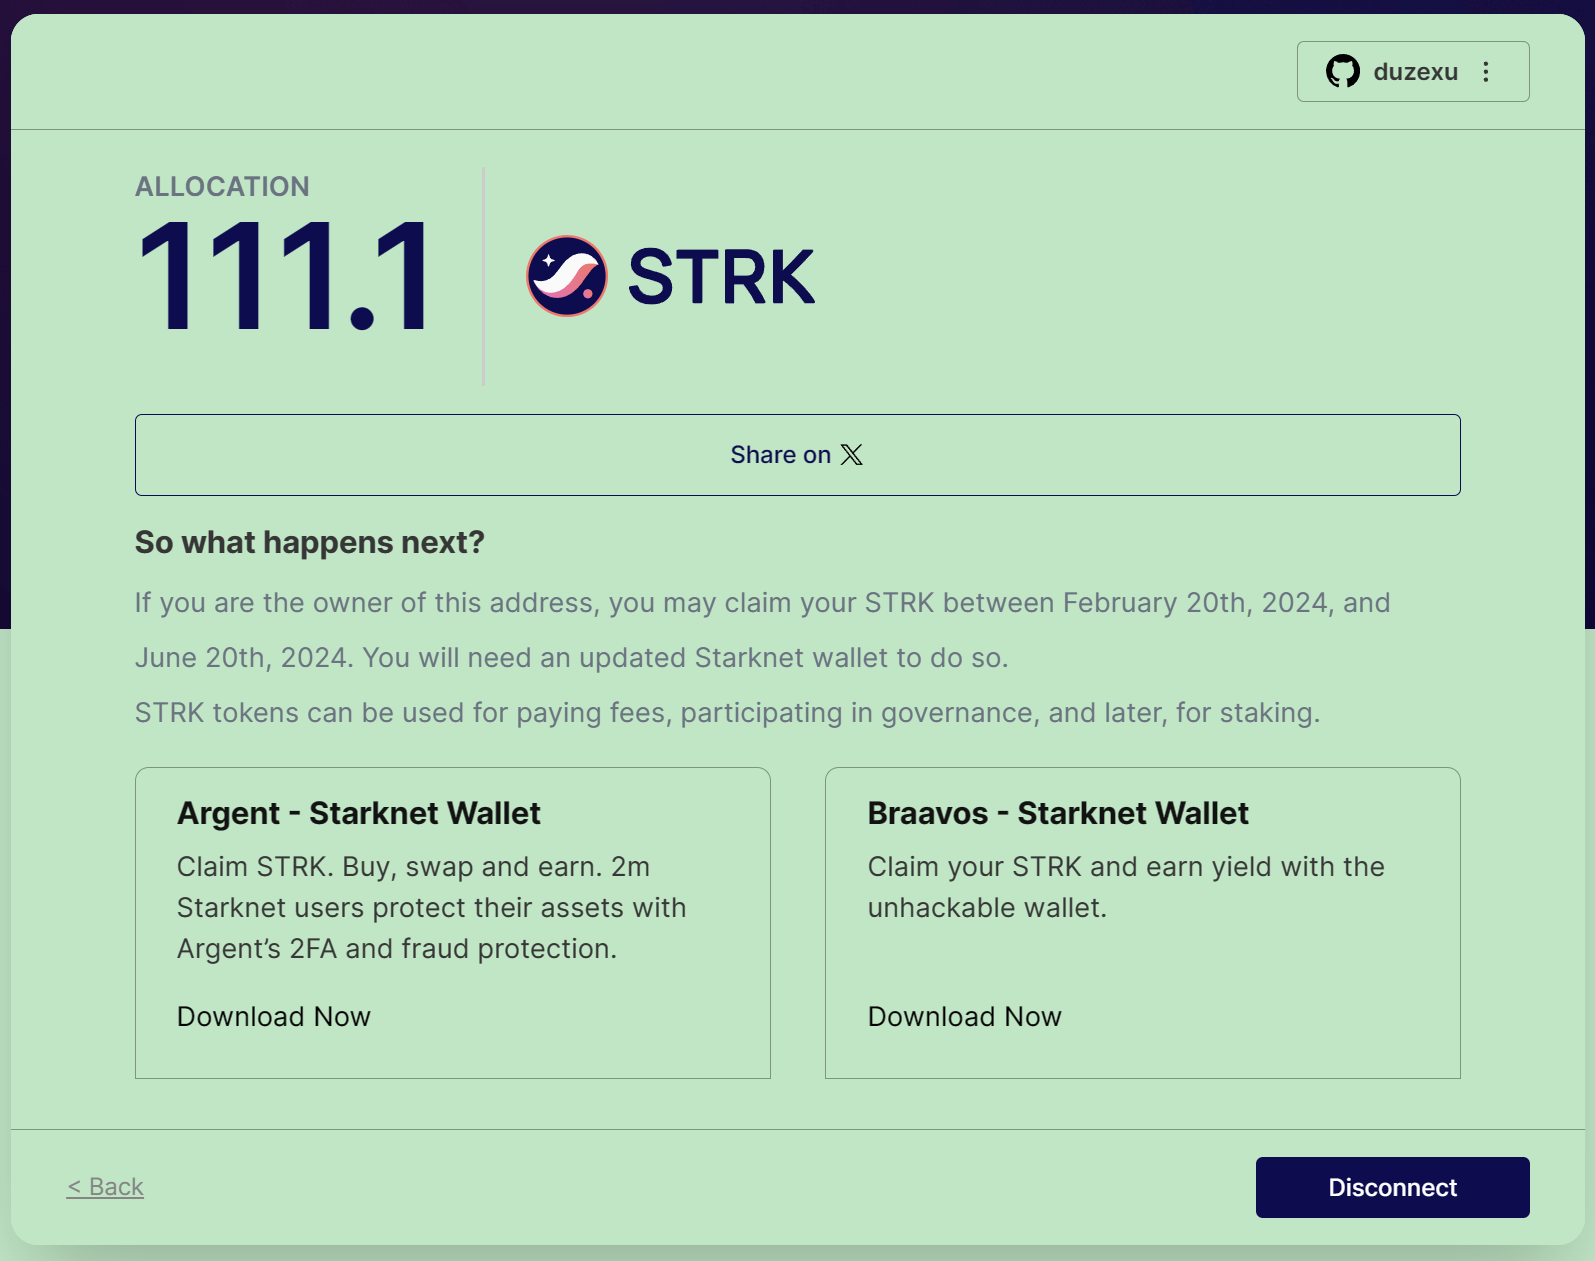 duzexu
ALLOCATION
111.1
STRK
Share on X
So what happens next?
If you are the owner of this address, you may claim your STRK between February 20th, 2024, and
June 20th, 2024. You will need an updated Starknet wallet to do so.
STRK tokens can be used for paying fees, participating in governance, and later, for staking.
Argent - Starknet Wallet
Claim STRK. Buy, swap and earn. 2m
Starknet users protect their assets with
Argent’s 2FA and fraud protection.
Download Now
Braavos - Starknet Wallet
Claim your STRK and earn yield with the
unhackable wallet.
Download Now
< Back
Disconnect